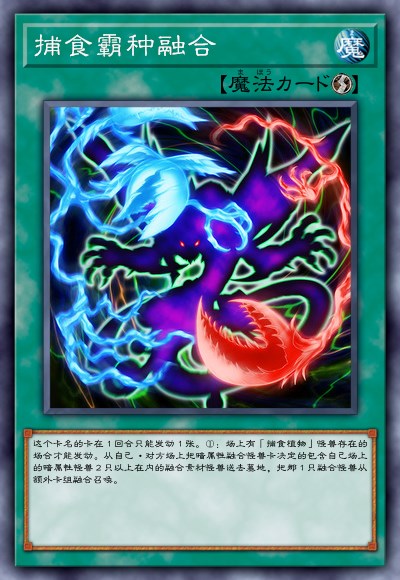 捕食霸种融合
魔
【魔法カード】
まほう
这个卡名的卡在1回合只能发动1张。①：场上有「捕食植物」怪兽存在的
场合才能发动。从自己·对方场上把暗属性融合怪兽卡决定的包含自己场上
的暗属性怪兽2只以上在内的融合素材怪兽送去墓地，把那1只融合怪兽从
额外卡组融合召唤。